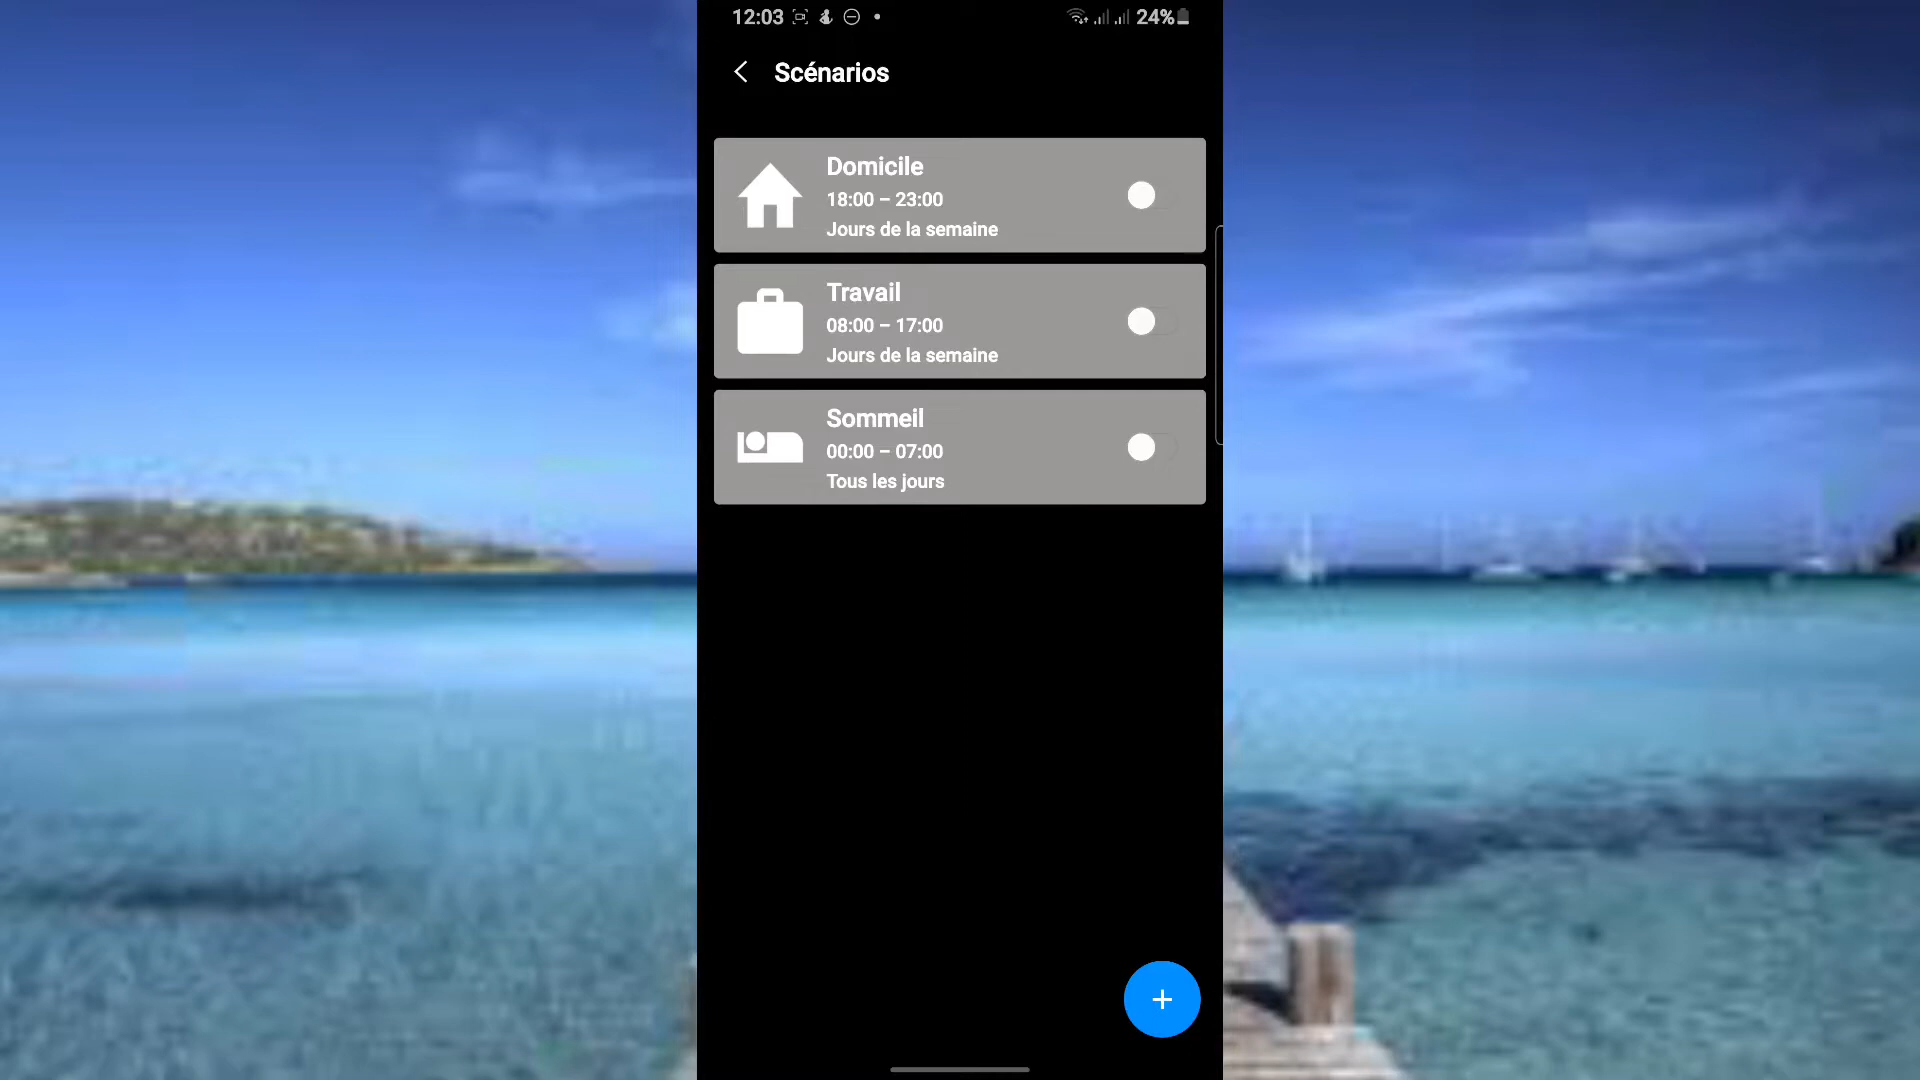 12:03
24%
Scénarios
Domicile
18:00 – 23:00
Jours de la semaine
Travail
08:00 – 17:00
Jours de la semaine
Sommeil
00:00 – 07:00
Tous les jours